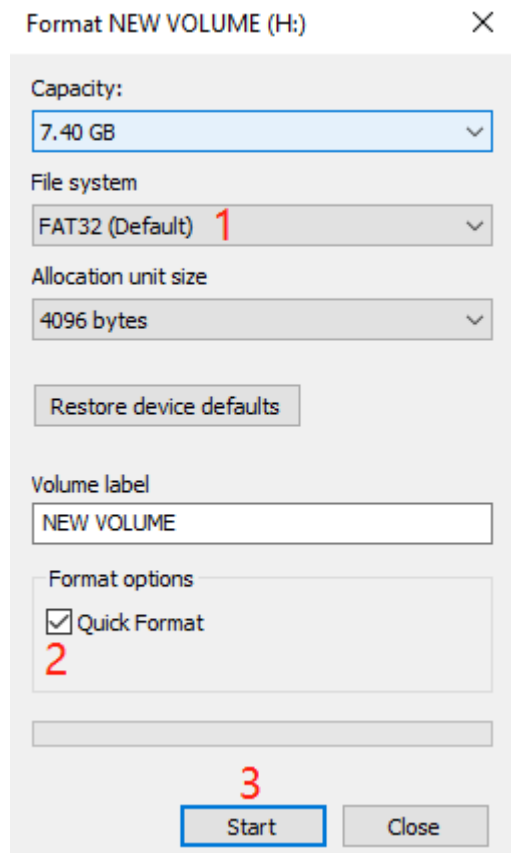 Format NEW VOLUME (H:)
Capacity:
7.40 GB
File system
FAT32 (Default) 1
Allocation unit size
4096 bytes
Restore device defaults
Volume label
NEW VOLUME
Format options
Quick Format
2
3
Start Close